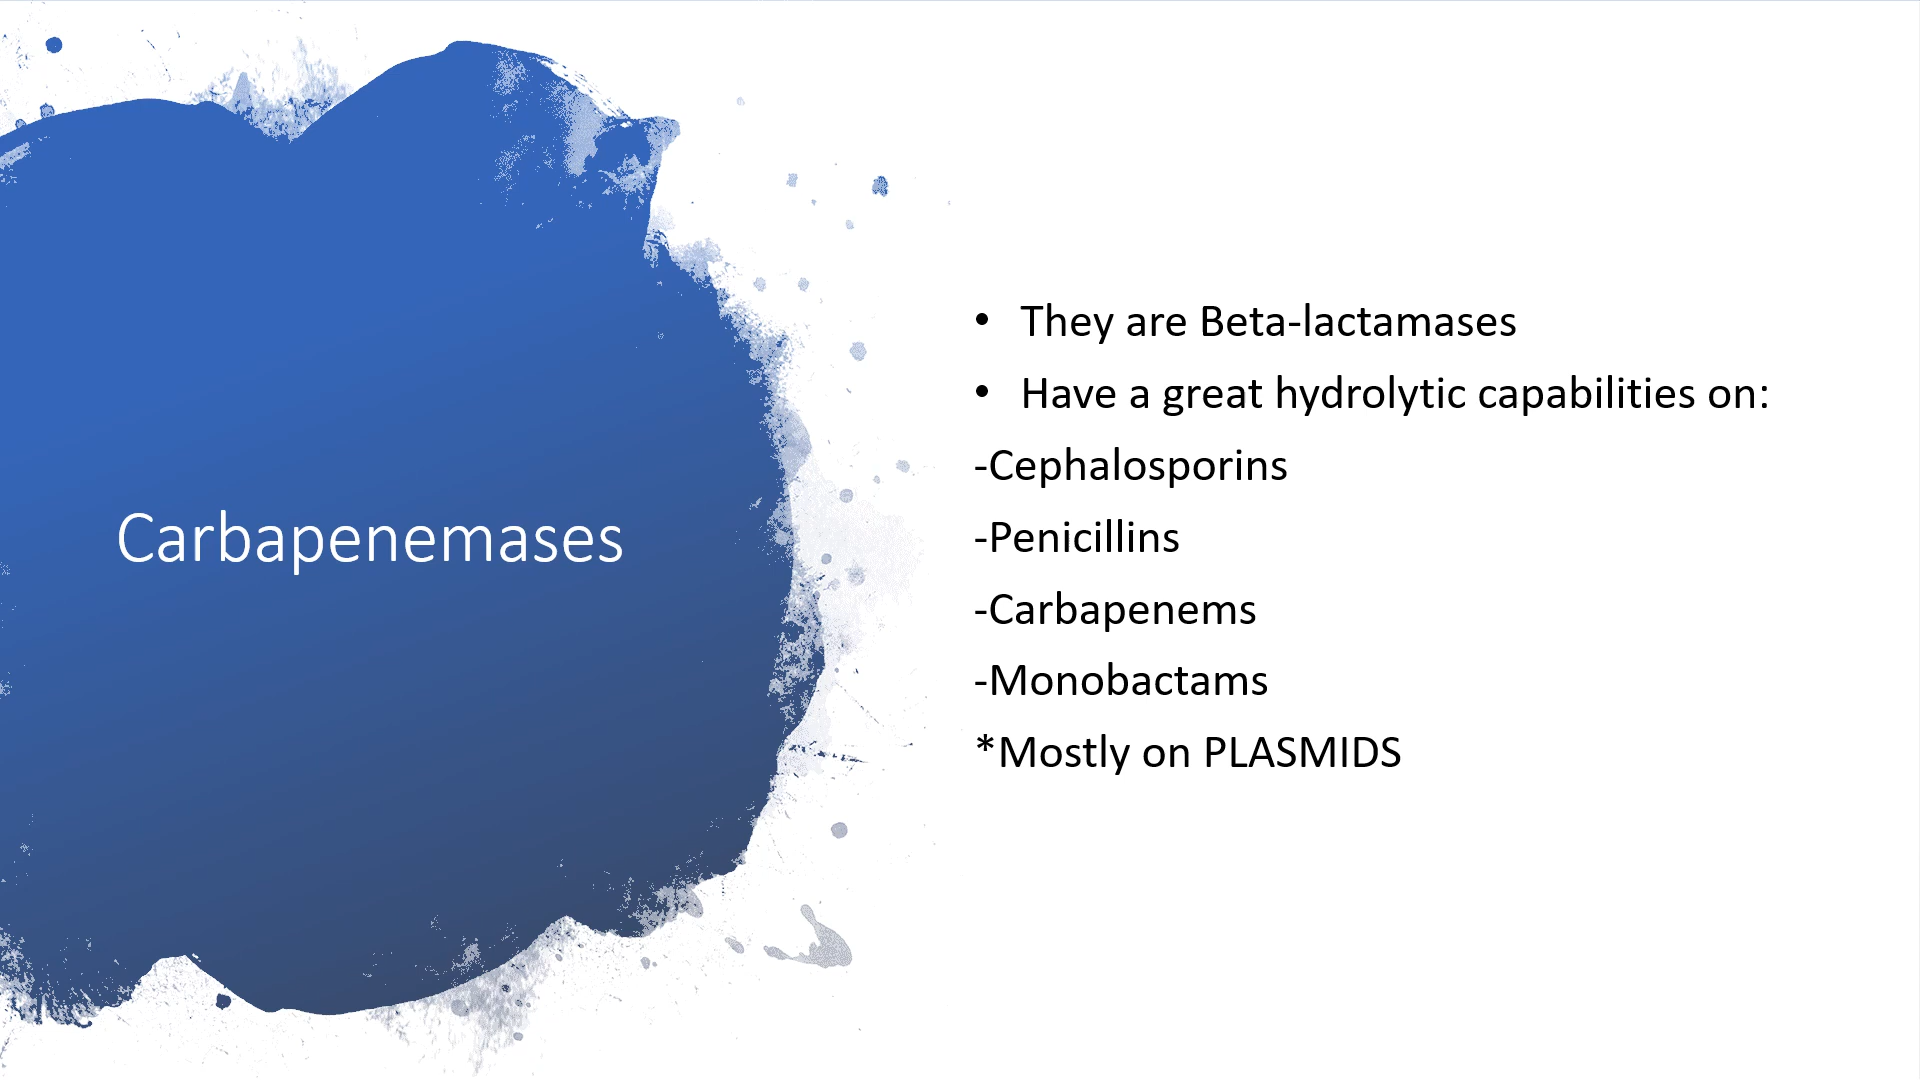 Carbapenemases
• They are Beta-lactamases
• Have a great hydrolytic capabilities on:
-Cephalosporins
-Penicillins
-Carbapenems
-Monobactams
*Mostly on PLASMIDS